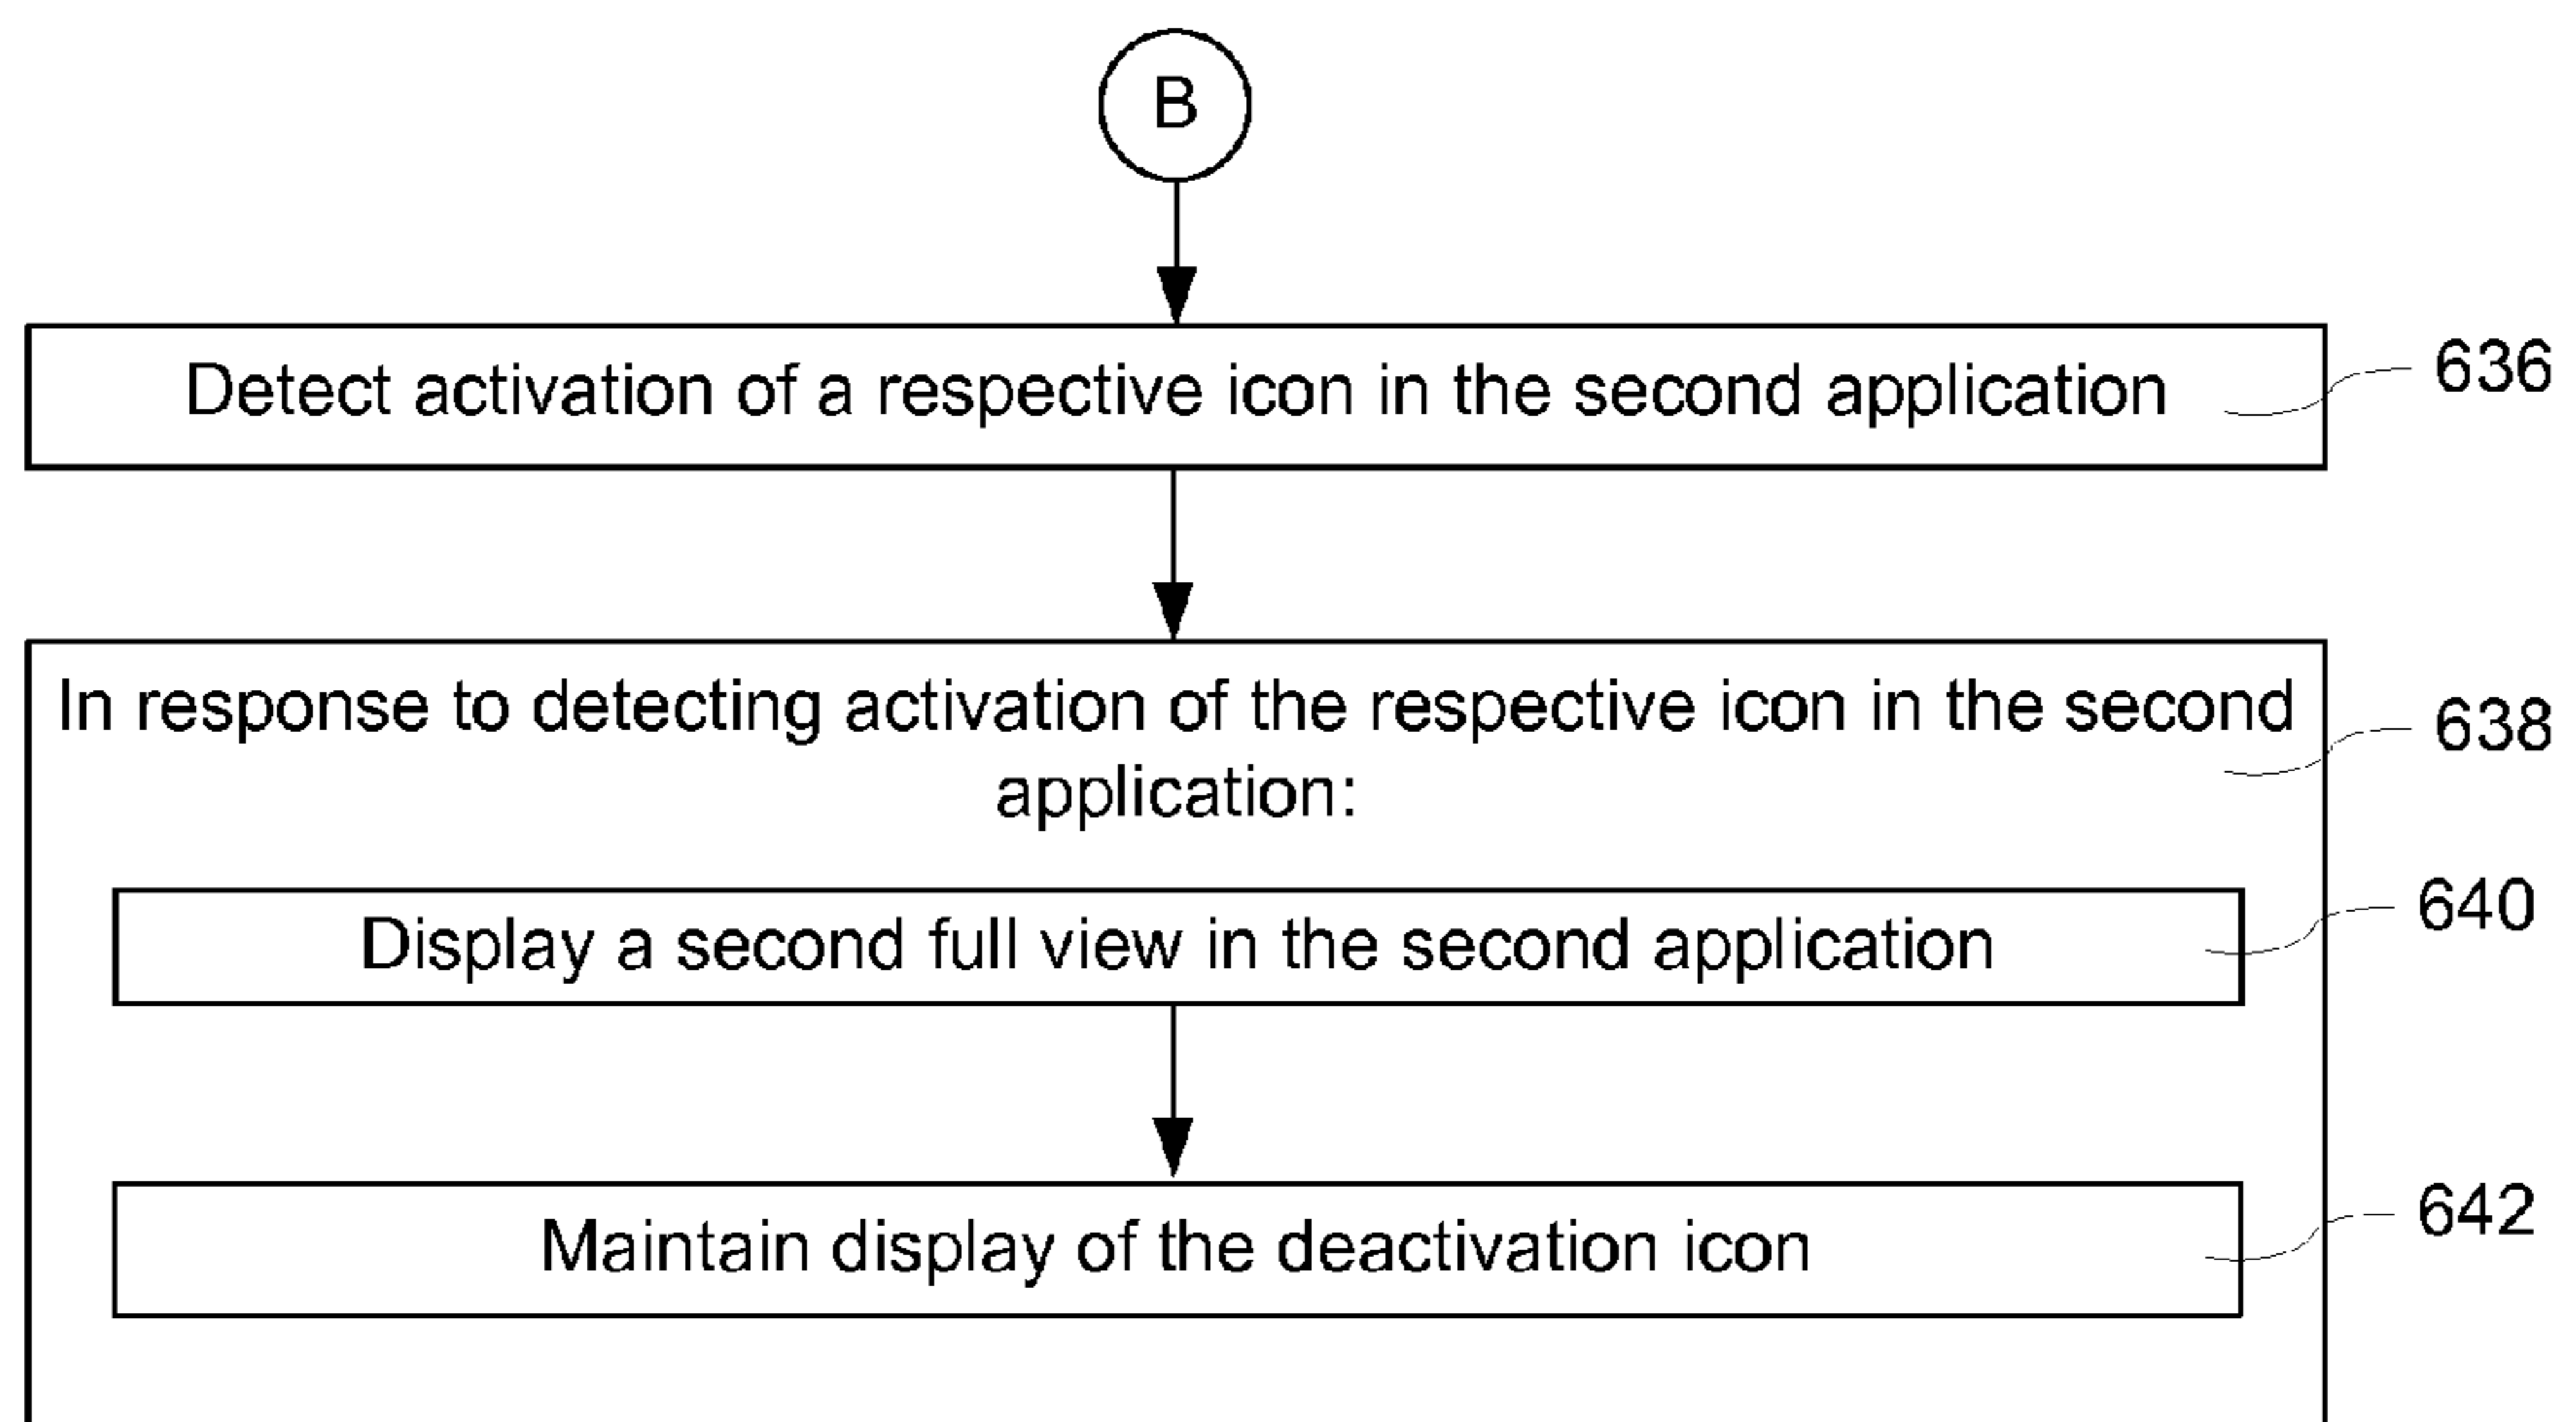 B
Detect activation of a respective icon in the second application
636
In response to detecting activation of the respective icon in the second
application:
638
Display a second full view in the second application
640
Maintain display of the deactivation icon
642